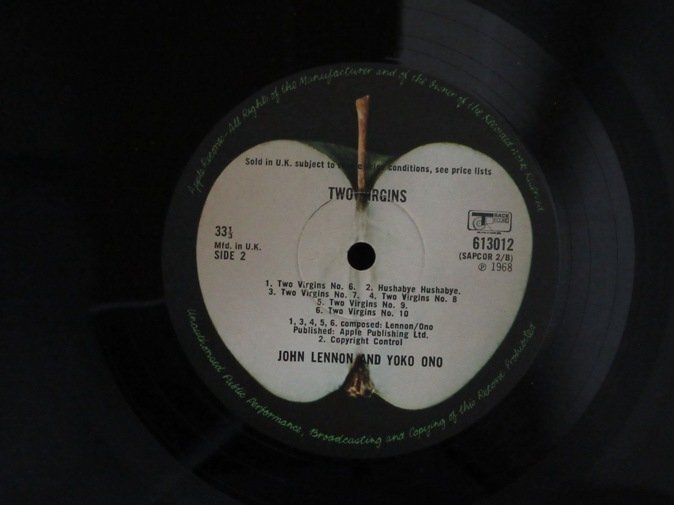 Apple Records All Rights of the Manufacturer and of the Owner of the Recorded Work Reserved
Sold in U.K. subject to price conditions, see price lists
TWO VIRGINS
TRACK
RECORD
33⅓
Mfd. in U.K.
SIDE 2
613012
(SAPCOR 2/B)
℗ 1968
1. Two Virgins No. 6. 2. Hushabye Hushabye.
3. Two Virgins No. 7. 4. Two Virgins No. 8
5. Two Virgins No. 9.
6. Two Virgins No. 10
1, 3, 4, 5, 6. composed: Lennon/Ono
Published: Apple Publishing Ltd.
2. Copyright Control
JOHN LENNON AND YOKO ONO
Unauthorised Public Performance, Broadcasting and Copying of this Record Prohibited